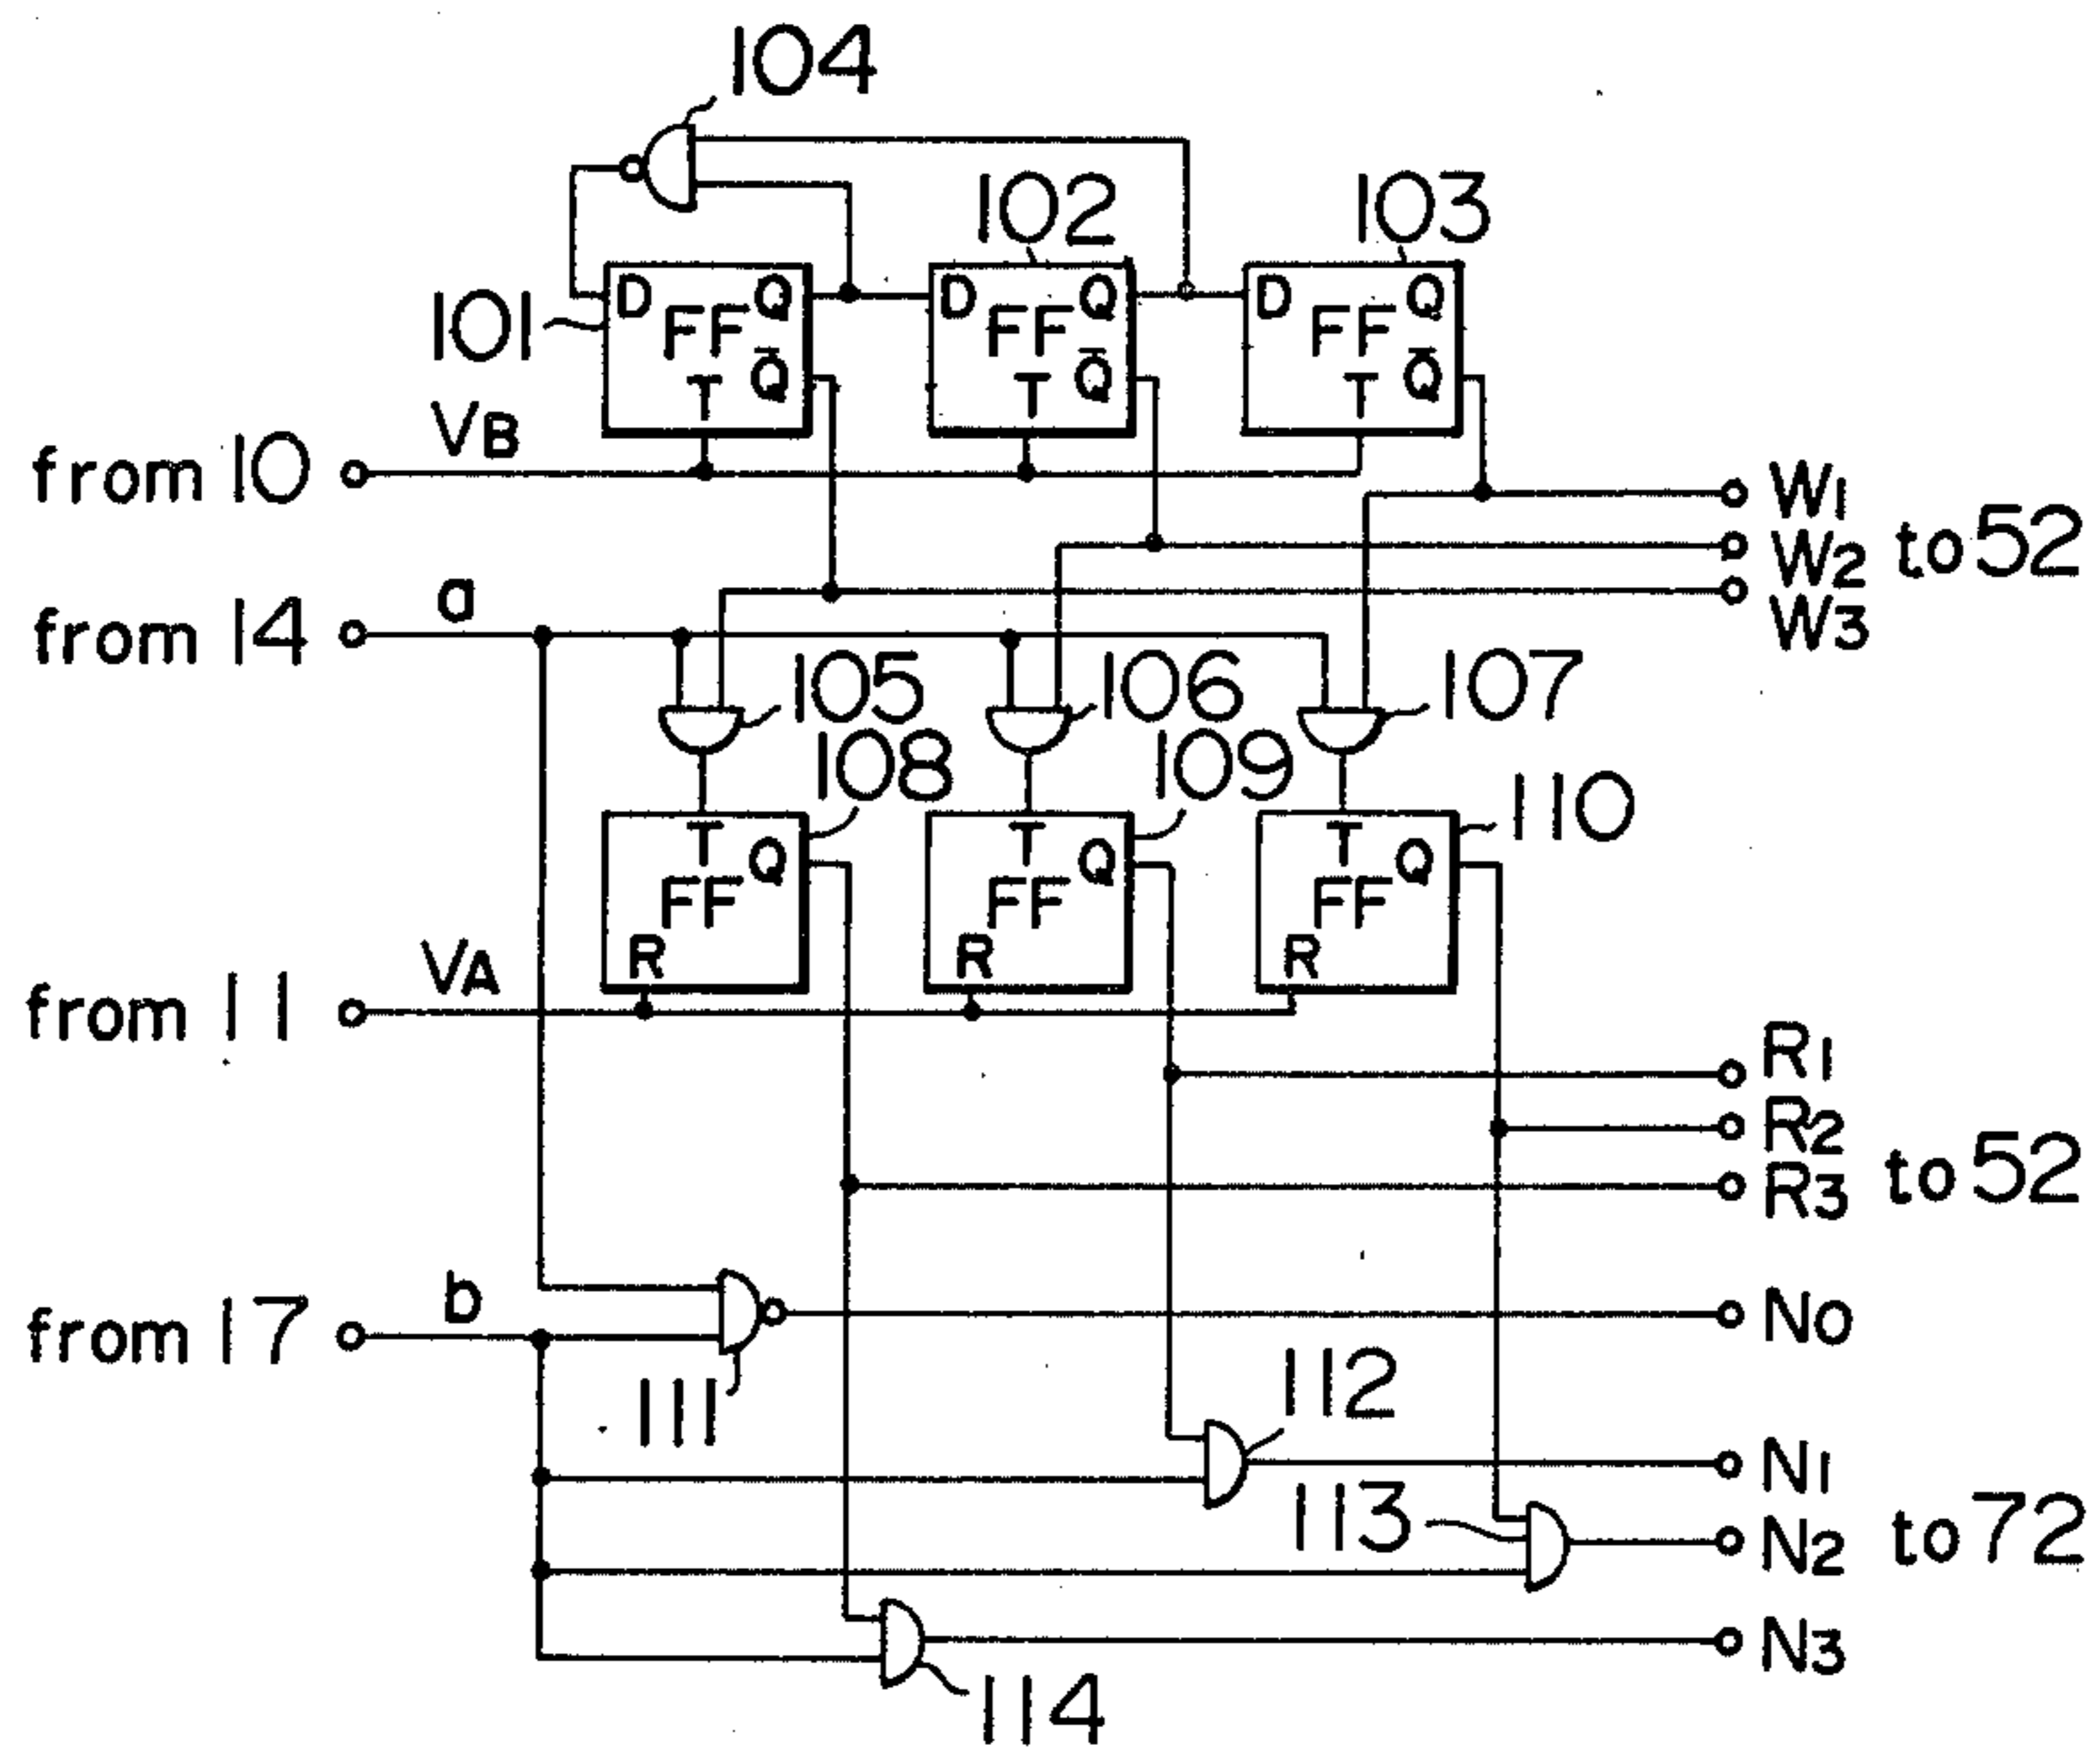 104
102
103
101
D Q
FF
T Q̄
D Q
FF
T Q̄
D Q
FF
T Q̄
from 10
VB
W1
W2
W3
to 52
from 14
a
105
106
107
108
109
110
T
Q
FF
R
T
Q
FF
R
T
Q
FF
R
from 11
VA
R1
R2
R3
to 52
from 17
b
N0
111
112
N1
113
N2
to 72
N3
114